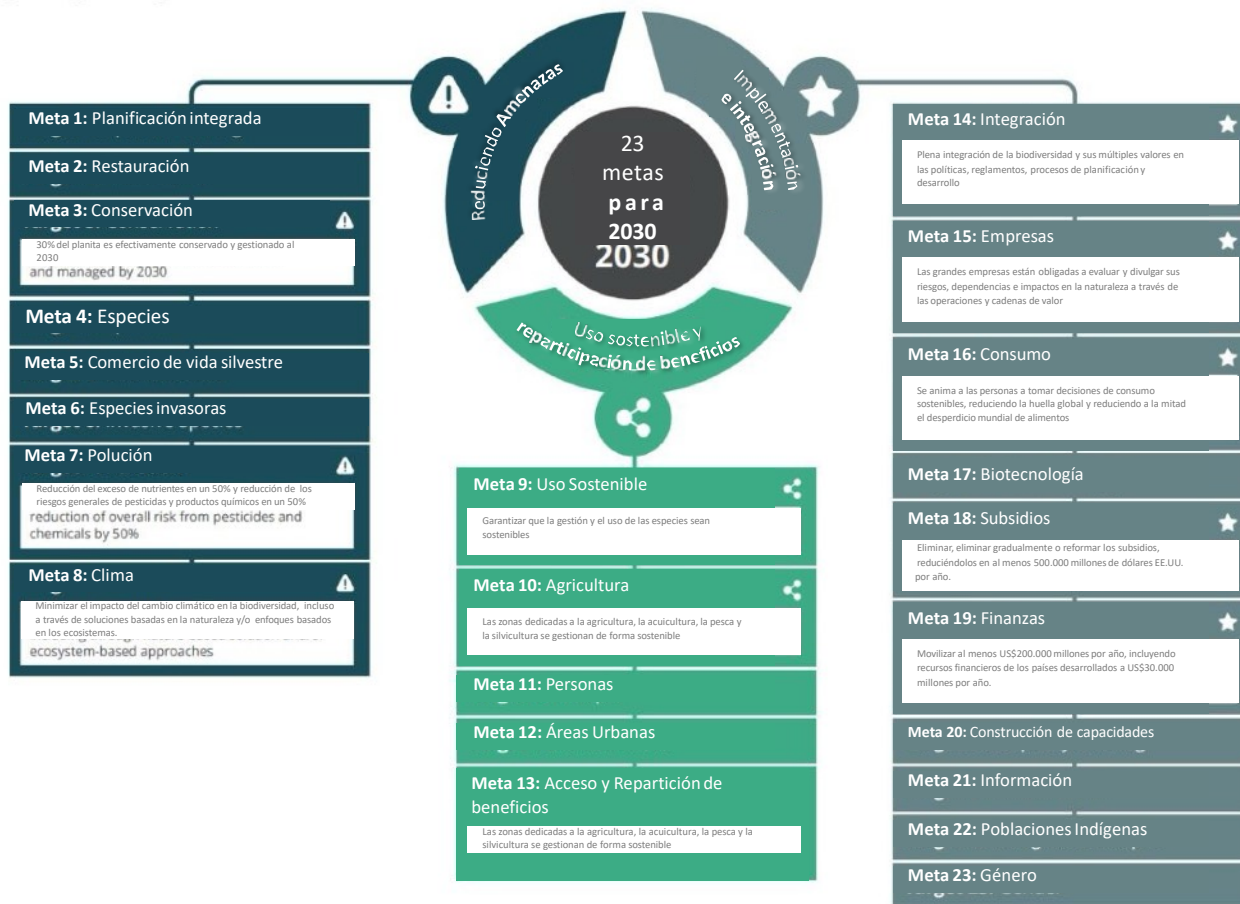 Reduciendo Amenazas
Implementación
e integración
23
metas
para
2030
2030
Uso sostenible y
reparticipación de beneficios
Meta 1: Planificación integrada
Meta 2: Restauración
Meta 3: Conservación
30% del planita es efectivamente conservado y gestionado al
2030
and managed by 2030
Meta 4: Especies
Meta 5: Comercio de vida silvestre
Meta 6: Especies invasoras
Meta 7: Polución
Reducción del exceso de nutrientes en un 50% y reducción de los
riesgos generales de pesticidas y productos químicos en un 50%
reduction of overall risk from pesticides and
chemicals by 50%
Meta 8: Clima
Minimizar el impacto del cambio climático en la biodiversidad, incluso
a través de soluciones basadas en la naturaleza y/o enfoques basados
en los ecosistemas.
ecosystem-based approaches
Meta 9: Uso Sostenible
Garantizar que la gestión y el uso de las especies sean
sostenibles
Meta 10: Agricultura
Las zonas dedicadas a la agricultura, la acuicultura, la pesca y
la silvicultura se gestionan de forma sostenible
Meta 11: Personas
Meta 12: Áreas Urbanas
Meta 13: Acceso y Repartición de
beneficios
Las zonas dedicadas a la agricultura, la acuicultura, la pesca y la
silvicultura se gestionan de forma sostenible
Meta 14: Integración
Plena integración de la biodiversidad y sus múltiples valores en
las políticas, reglamentos, procesos de planificación y
desarrollo
Meta 15: Empresas
Las grandes empresas están obligadas a evaluar y divulgar sus
riesgos, dependencias e impactos en la naturaleza a través de
las operaciones y cadenas de valor
Meta 16: Consumo
Se anima a las personas a tomar decisiones de consumo
sostenibles, reduciendo la huella global y reduciendo a la mitad
el desperdicio mundial de alimentos
Meta 17: Biotecnología
Meta 18: Subsidios
Eliminar, eliminar gradualmente o reformar los subsidios,
reduciéndolos en al menos 500.000 millones de dólares EE.UU.
por año.
Meta 19: Finanzas
Movilizar al menos US$200.000 millones por año, incluyendo
recursos financieros de los países desarrollados a US$30.000
millones por año.
Meta 20: Construcción de capacidades
Meta 21: Información
Meta 22: Poblaciones Indígenas
Meta 23: Género